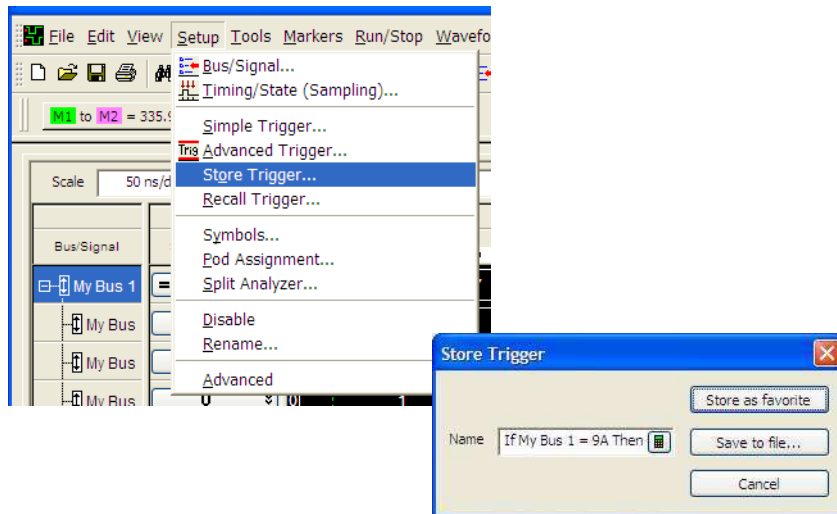 File Edit View Setup Tools Markers Run/Stop Wavefo
Bus/Signal...
Timing/State (Sampling)...
M1 to M2 = 335.9
Simple Trigger...
Trig Advanced Trigger...
Scale 50 ns/d
Store Trigger...
Recall Trigger...
Symbols...
Bus/Signal
Pod Assignment...
My Bus 1 =
Split Analyzer...
My Bus
Disable
Rename...
My Bus
Advanced
My Bus 0 [0] 1
Store Trigger
Store as favorite
Name If My Bus 1 = 9A Then
Save to file...
Cancel